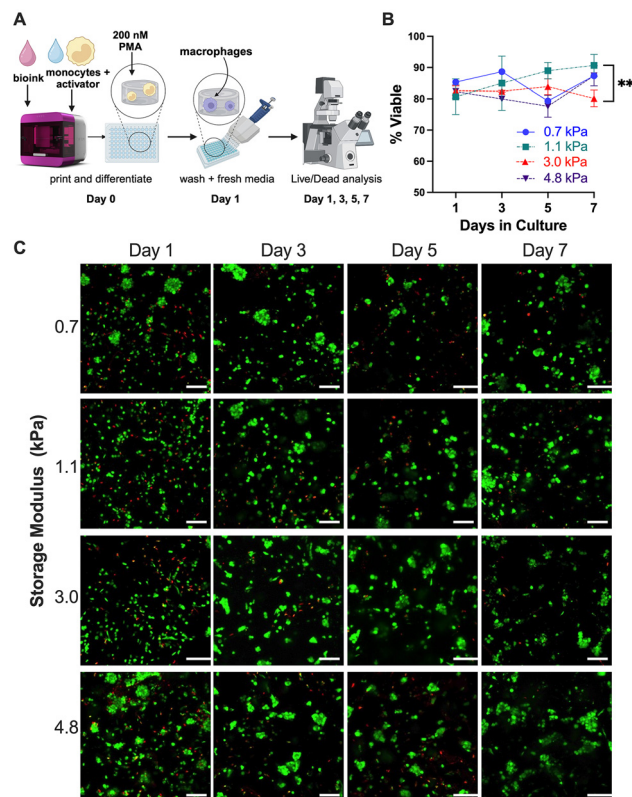 A
200 nM
PMA
bioink
monocytes +
activator
macrophages
print and differentiate
wash + fresh media
Live/Dead analysis
Day 0
Day 1
Day 1, 3, 5, 7
B
% Viable
100
90
80
70
60
50
**
0.7 kPa
1.1 kPa
3.0 kPa
4.8 kPa
1 3 5 7
Days in Culture
C
Day 1 Day 3 Day 5 Day 7
Storage Modulus (kPa)
0.7
1.1
3.0
4.8